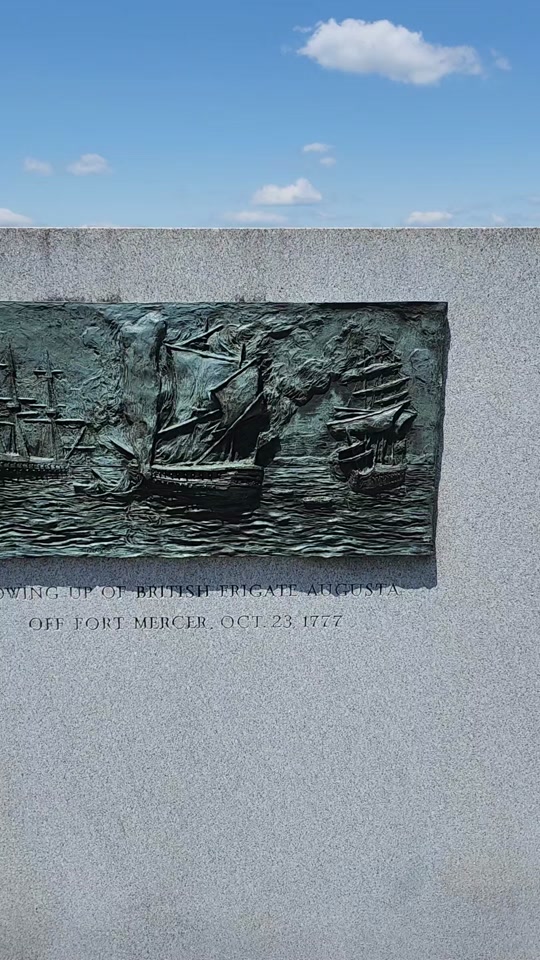 OWING UP OF BRITISH FRIGATE AUGUSTA
OFF FORT MERCER, OCT. 23, 1777